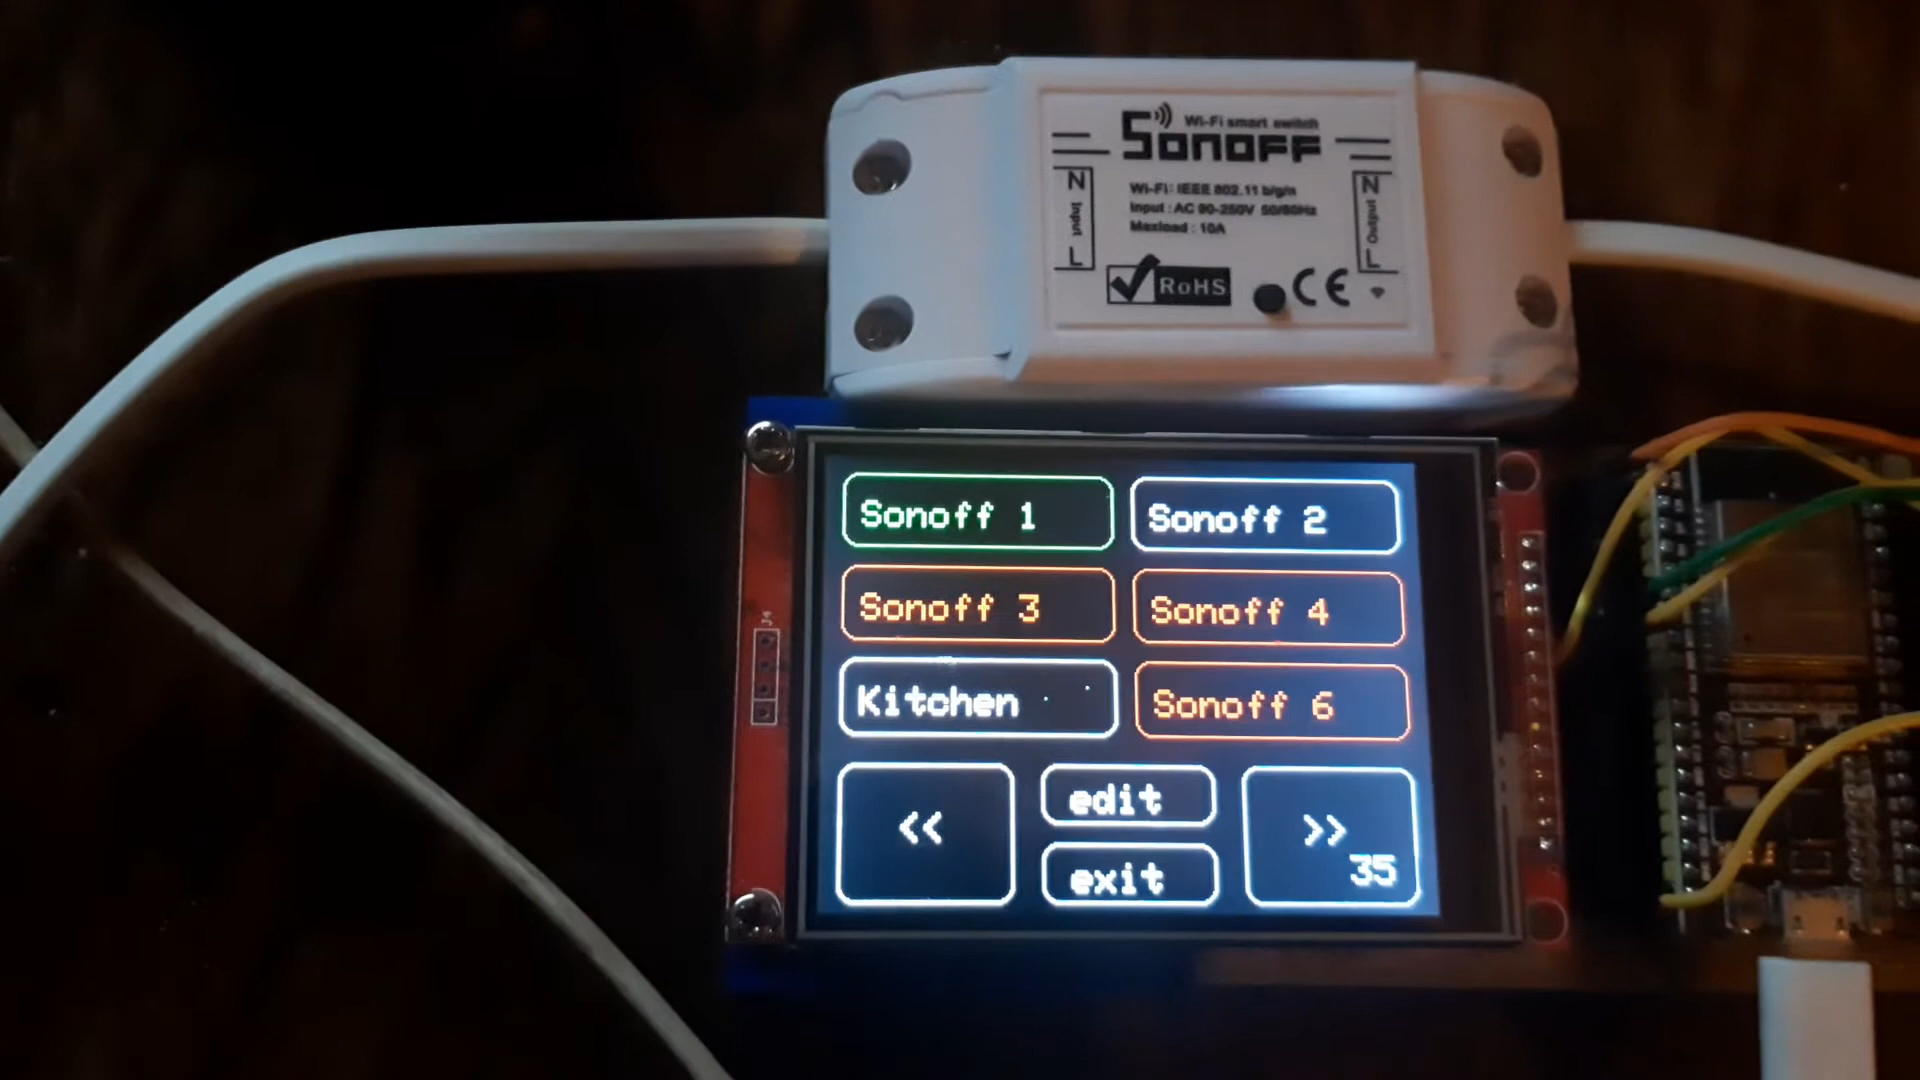 Wi-Fi smart switch
SONOFF
N Input L
Wi-Fi: IEEE 802.11 b/g/n
Input : AC 90-250V 50/60Hz
Maxload : 10A
N Output L
RoHS CE
Sonoff 1
Sonoff 2
Sonoff 3
Sonoff 4
J4
Kitchen
Sonoff 6
<<
edit
exit
>>
35